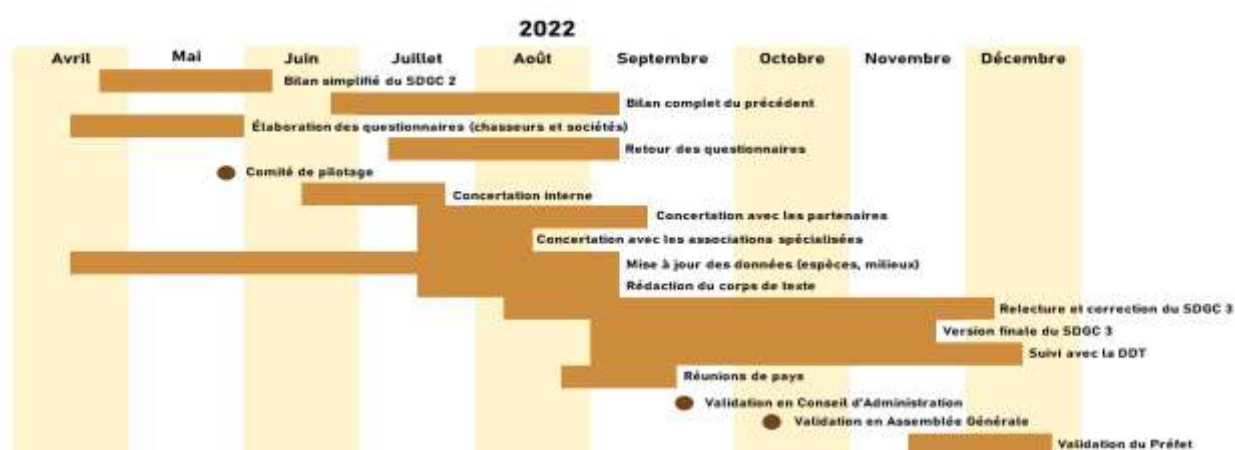 2022
Avril Mai Juin Juillet Août Septembre Octobre Novembre Décembre
Bilan simplifié du SDGC 2
Bilan complet du précédent
Élaboration des questionnaires (chasseurs et sociétés)
Retour des questionnaires
Comité de pilotage
Concertation interne
Concertation avec les partenaires
Concertation avec les associations spécialisées
Mise à jour des données (espèces, milieux)
Rédaction du corps de texte
Relecture et correction du SDGC 3
Version finale du SDGC 3
Suivi avec la DDT
Réunions de pays
Validation en Conseil d'Administration
Validation en Assemblée Générale
Validation du Préfet